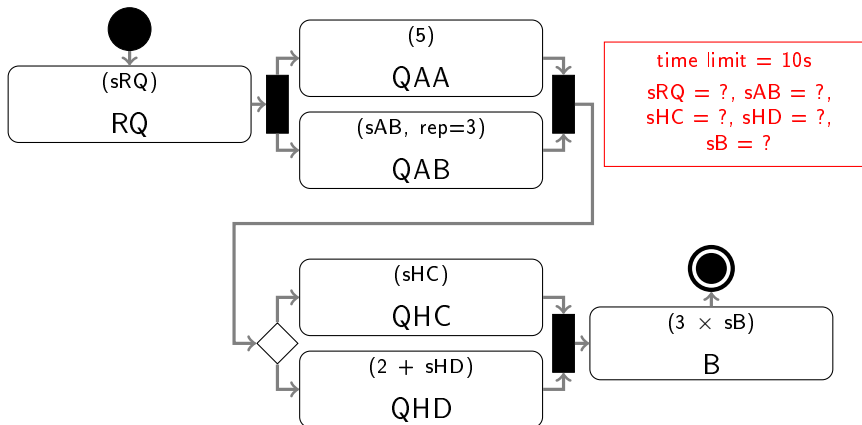 (sRQ)
RQ
(5)
QAA
(sAB, rep=3)
QAB
time limit = 10s
sRQ = ?, sAB = ?,
sHC = ?, sHD = ?,
sB = ?
(sHC)
QHC
(2 + sHD)
QHD
(3 × sB)
B